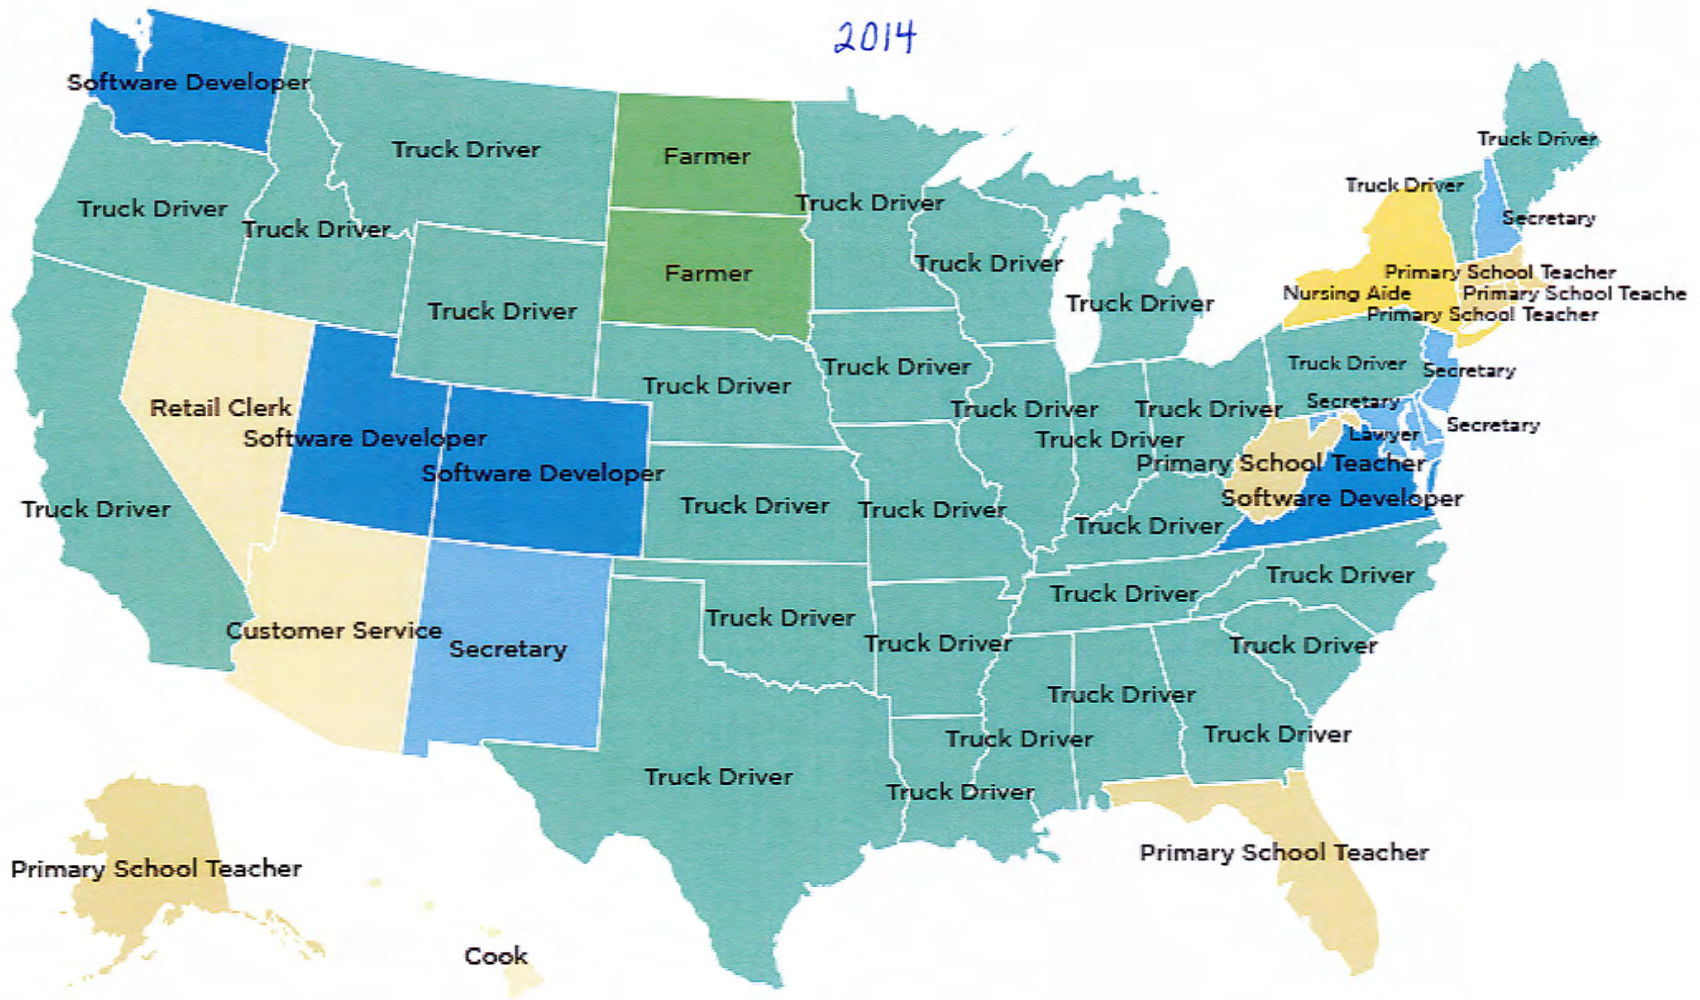 2014
Software Developer
Truck Driver
Truck Driver
Farmer
Truck Driver
Truck Driver
Truck Driver
Truck Driver
Truck Driver
Secretary
Truck Driver
Farmer
Primary School Teacher
Nursing Aide
Primary School Teache
Truck Driver
Truck Driver
Primary School Teacher
Truck Driver
Truck Driver
Truck Driver
Secretary
Retail Clerk
Truck Driver
Truck Driver
Secretary
Software Developer
Truck Driver
Lawyer
Secretary
Software Developer
Primary School Teacher
Truck Driver
Truck Driver
Truck Driver
Software Developer
Truck Driver
Truck Driver
Truck Driver
Customer Service
Secretary
Truck Driver
Truck Driver
Truck Driver
Truck Driver
Truck Driver
Truck Driver
Truck Driver
Truck Driver
Primary School Teacher
Primary School Teacher
Cook